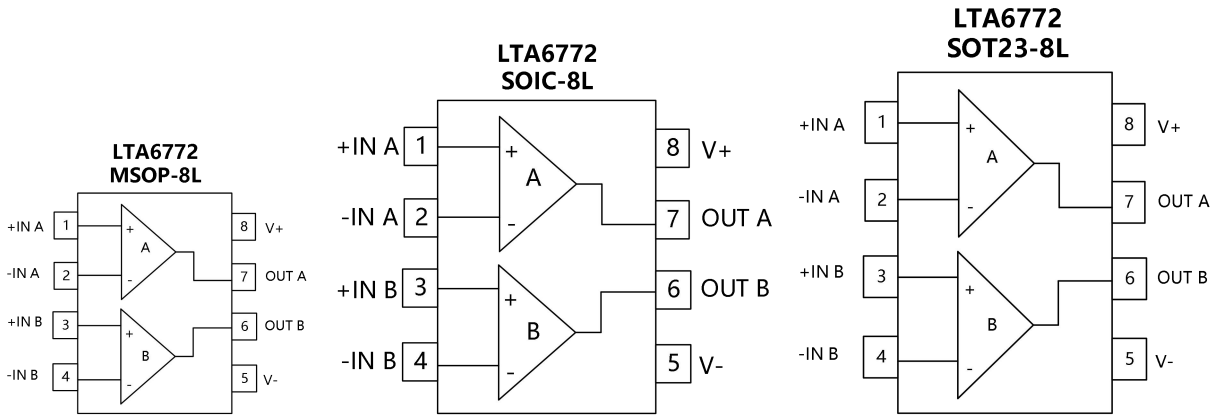 LTA6772
MSOP-8L
+IN A 1 + 8 V+
A
-IN A 2 - 7 OUT A
+IN B 3 + 6 OUT B
B
-IN B 4 - 5 V-
LTA6772
SOIC-8L
+IN A 1 + 8 V+
A
-IN A 2 - 7 OUT A
+IN B 3 + 6 OUT B
B
-IN B 4 - 5 V-
LTA6772
SOT23-8L
+IN A 1 + 8 V+
A
-IN A 2 - 7 OUT A
+IN B 3 + 6 OUT B
B
-IN B 4 - 5 V-